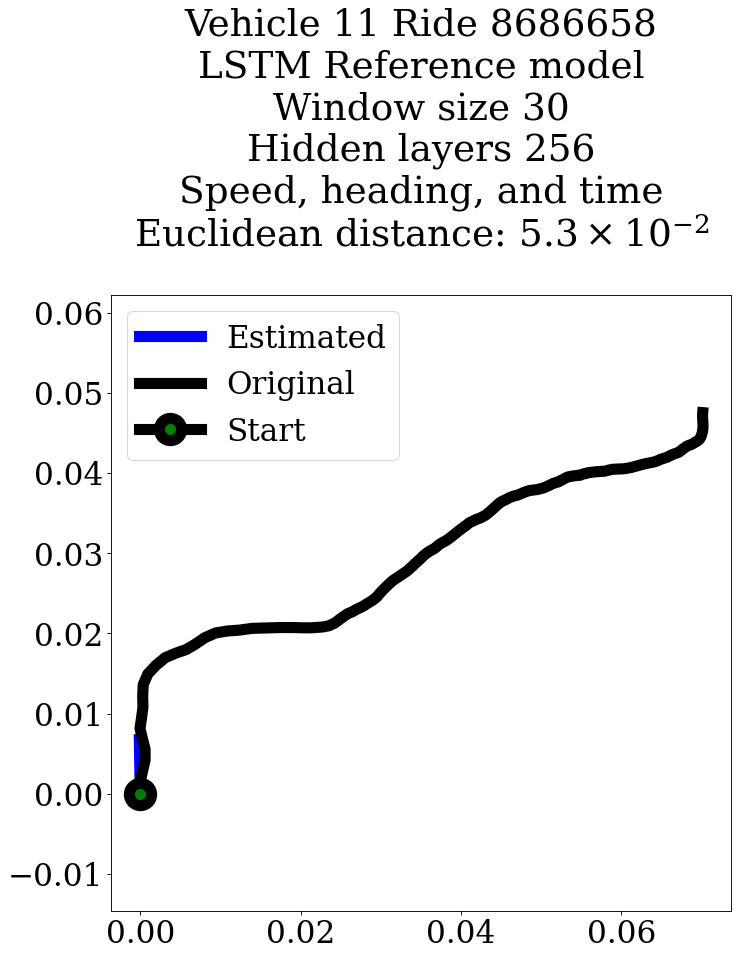 Vehicle 11 Ride 8686658
LSTM Reference model
Window size 30
Hidden layers 256
Speed, heading, and time
Euclidean distance: 5.3 × 10⁻²
0.06
0.05
0.04
0.03
0.02
0.01
0.00
−0.01
Estimated
Original
Start
0.00 0.02 0.04 0.06